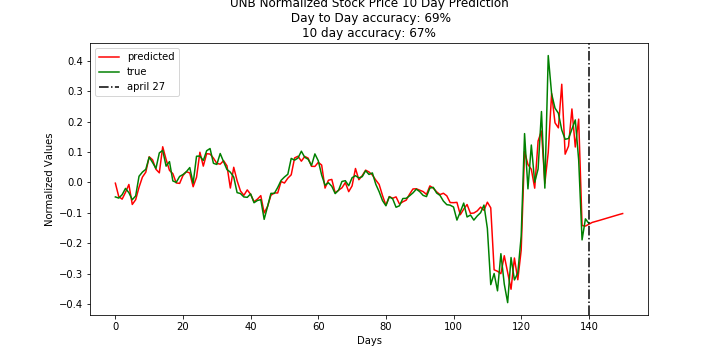 UNB Normalized Stock Price 10 Day Prediction
Day to Day accuracy: 69%
10 day accuracy: 67%
predicted
true
april 27
0.4
0.3
0.2
0.1
0.0
−0.1
−0.2
−0.3
−0.4
Normalized Values
0 20 40 60 80 100 120 140
Days